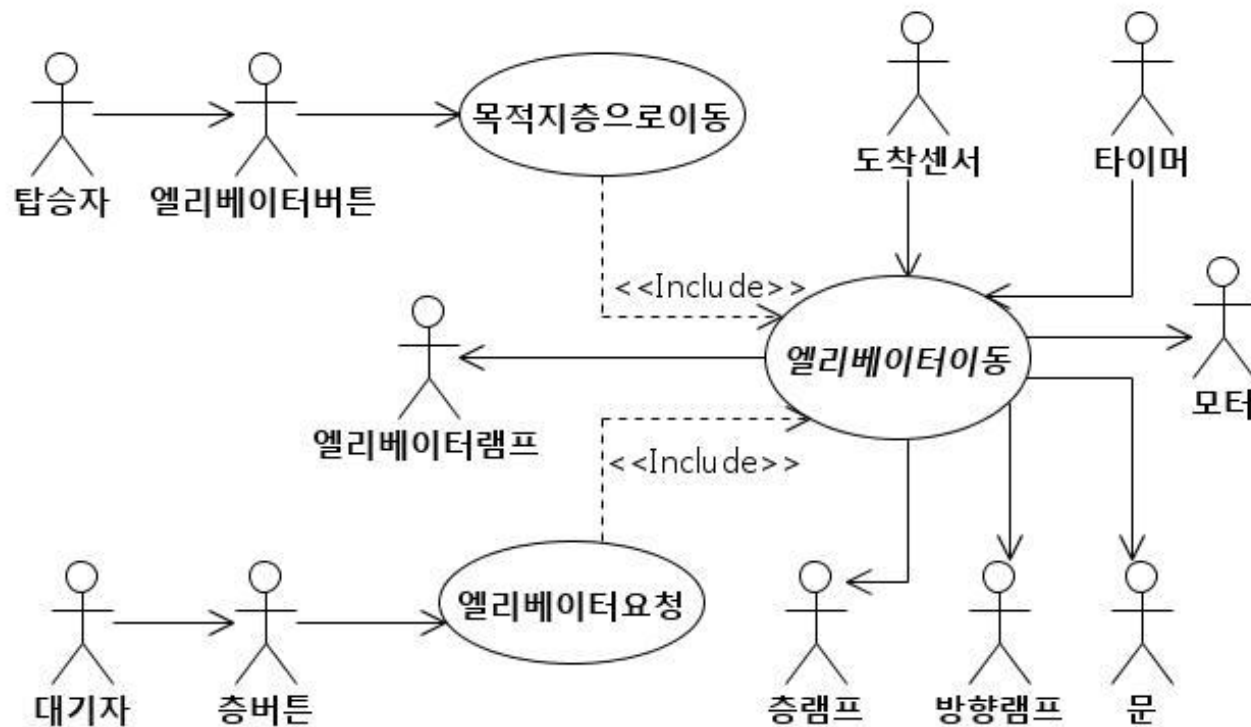 목적지층으로이동
탑승자
엘리베이터버튼
도착센서
타이머
<<Include>>
엘리베이터이동
모터
엘리베이터램프
<<Include>>
엘리베이터요청
대기자
층버튼
층램프
방향램프
문